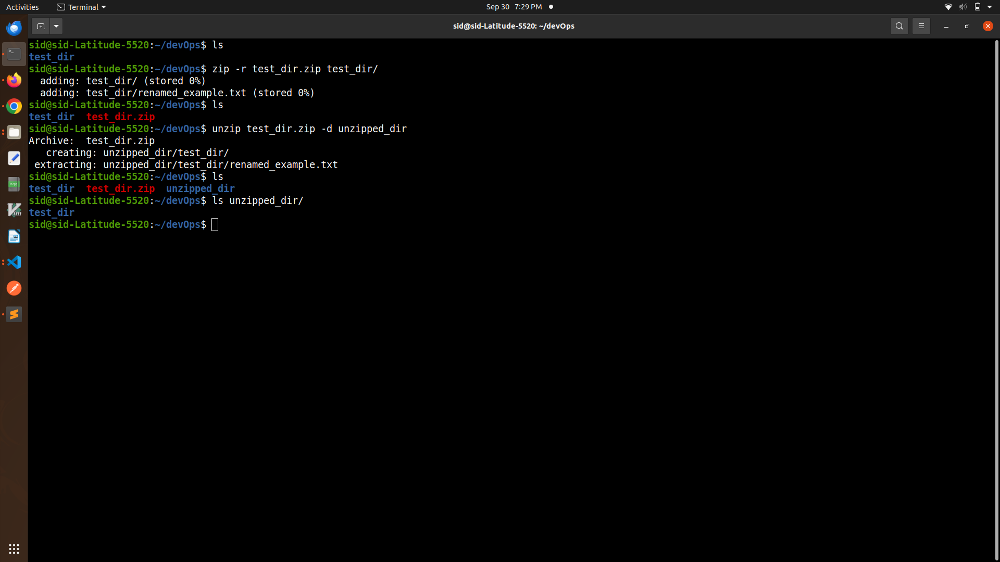 Activities Terminal Sep 30 7:29 PM
sid@sid-Latitude-5520: ~/devOps
sid@sid-Latitude-5520:~/devOps$ ls
test_dir
sid@sid-Latitude-5520:~/devOps$ zip -r test_dir.zip test_dir/
  adding: test_dir/ (stored 0%)
  adding: test_dir/renamed_example.txt (stored 0%)
sid@sid-Latitude-5520:~/devOps$ ls
test_dir  test_dir.zip
sid@sid-Latitude-5520:~/devOps$ unzip test_dir.zip -d unzipped_dir
Archive:  test_dir.zip
   creating: unzipped_dir/test_dir/
 extracting: unzipped_dir/test_dir/renamed_example.txt
sid@sid-Latitude-5520:~/devOps$ ls
test_dir  test_dir.zip  unzipped_dir
sid@sid-Latitude-5520:~/devOps$ ls unzipped_dir/
test_dir
sid@sid-Latitude-5520:~/devOps$
Vim